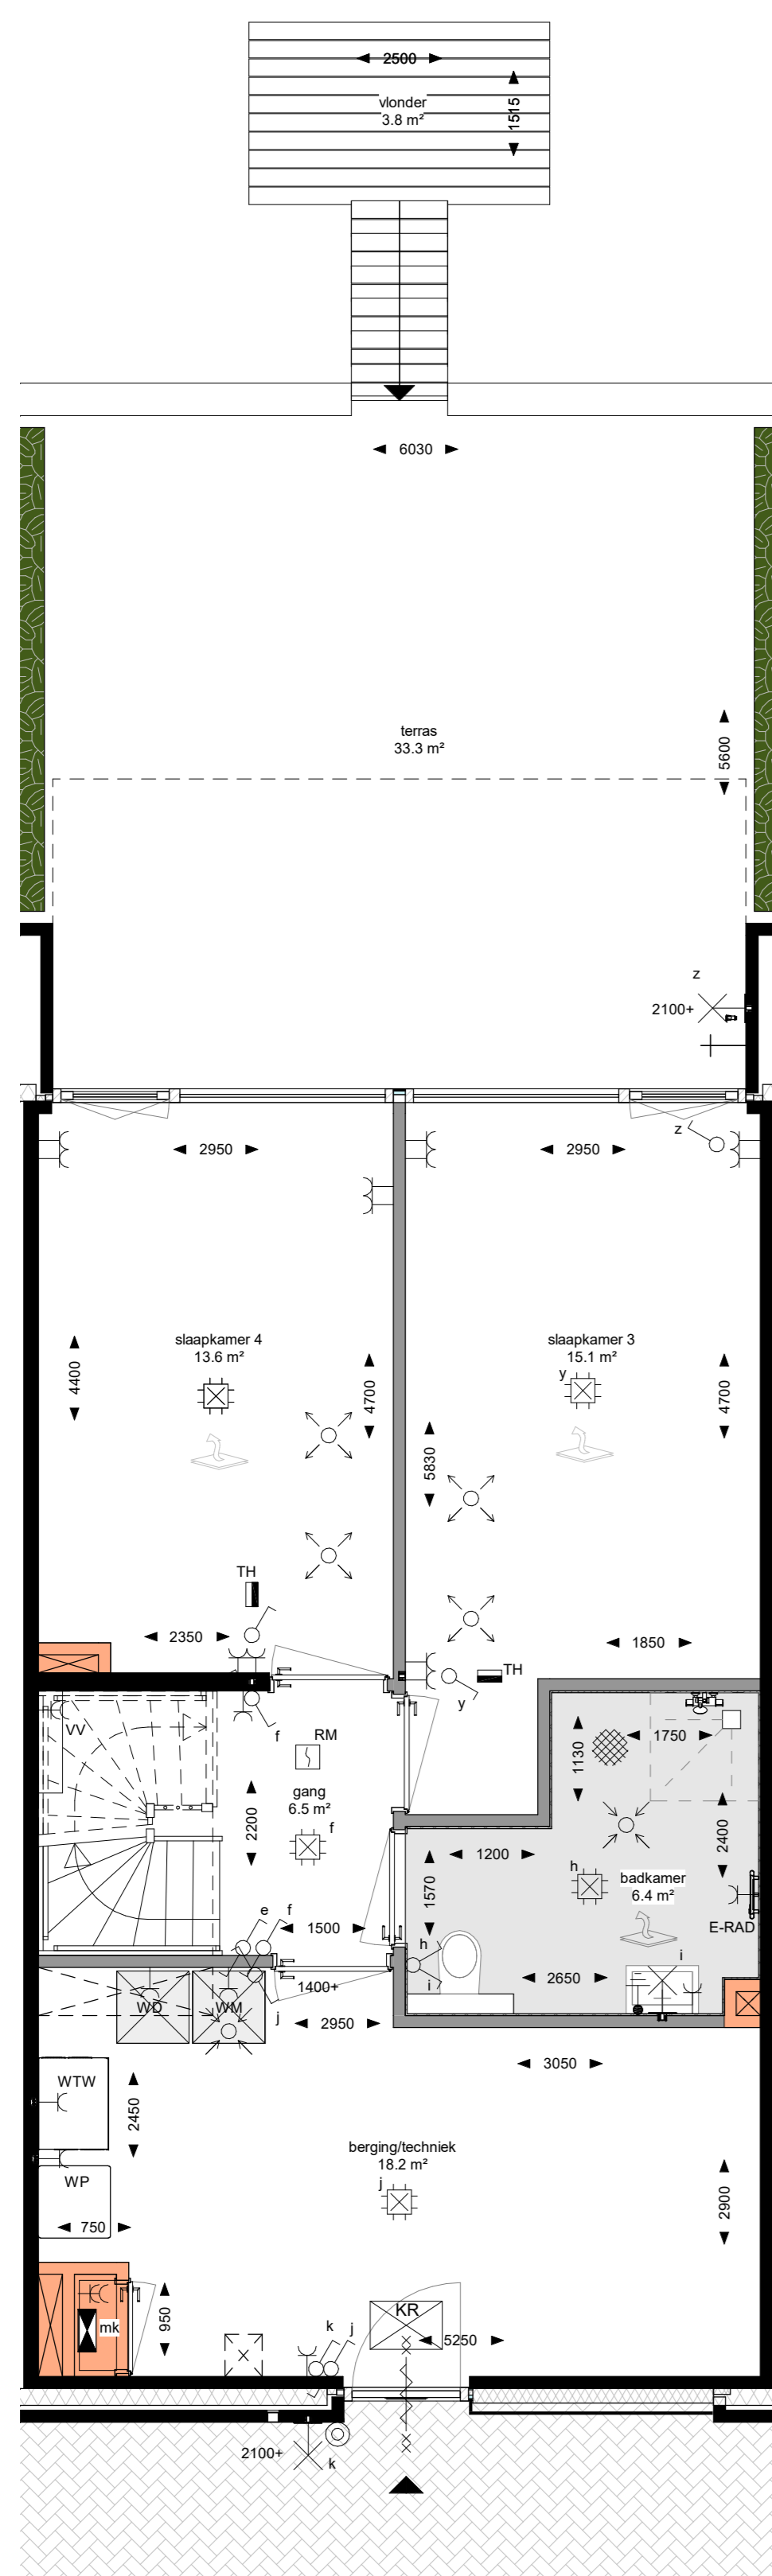 2500
vlonder
3.8 m²
1515
6030
terras
33.3 m²
5600
z
2100+
z
2950
2950
slaapkamer 4
13.6 m²
slaapkamer 3
15.1 m²
y
4400
4700
4700
5830
TH
2350
1850
TH
y
VV
f
RM
1750
1130
gang
6.5 m²
f
2200
1200
2400
1570
h
badkamer
6.4 m²
E-RAD
e
f
1500
h
i
i
1400+
2650
WD
WM
j
2950
3050
WTW
2450
berging/techniek
18.2 m²
WP
j
2900
750
mk
950
KR
k
j
5250
2100+
k